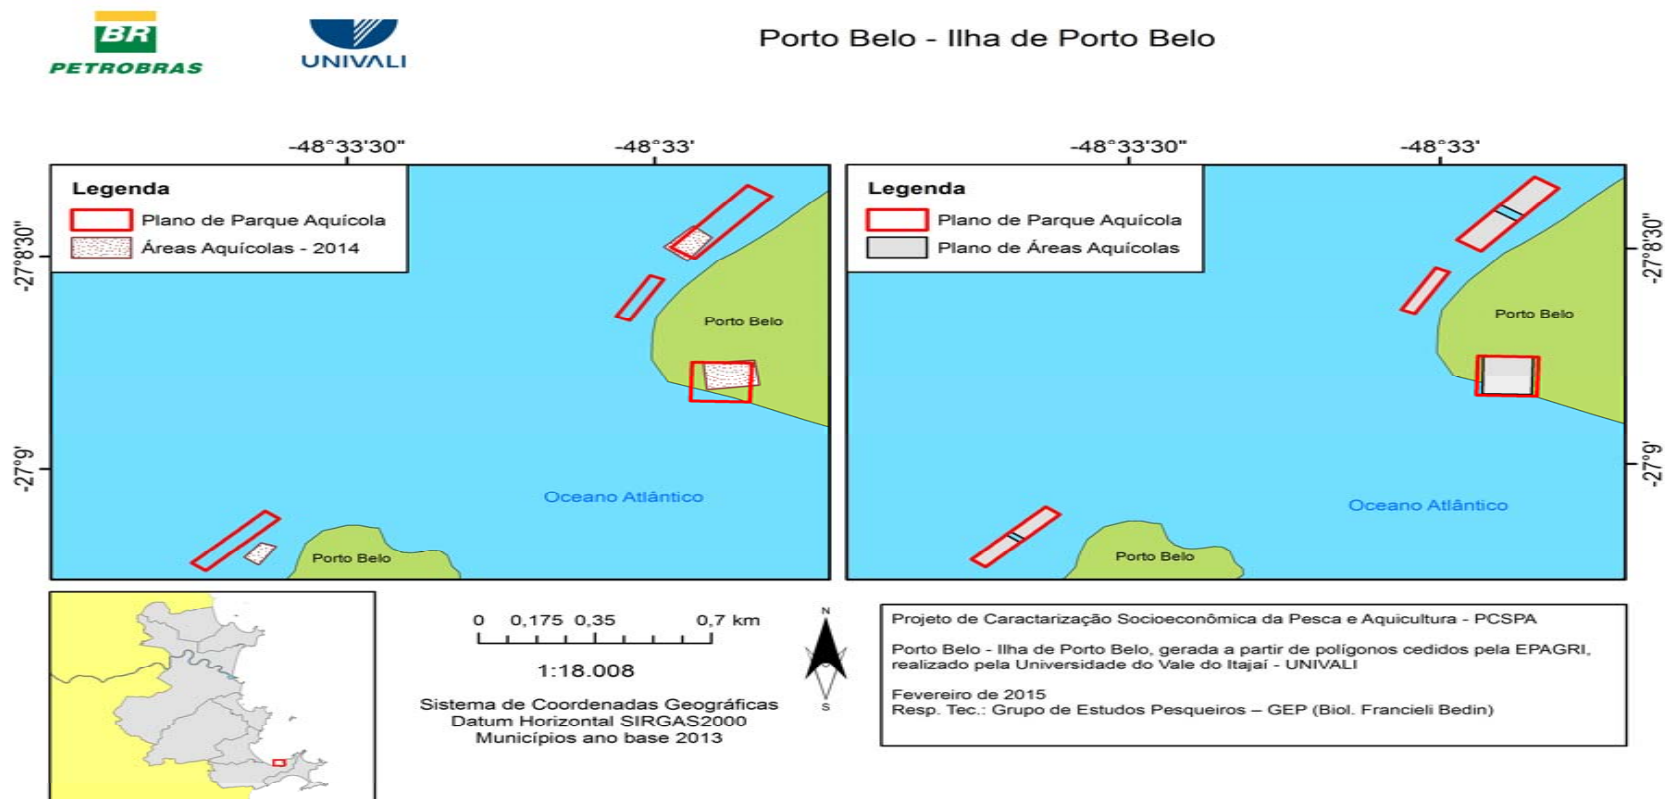 BR
PETROBRAS
UNIVALI
Porto Belo - Ilha de Porto Belo
-48°33'30"
-48°33'
-48°33'30"
-48°33'
Legenda
Plano de Parque Aquícola
Áreas Aquícolas - 2014
-27°8'30"
-27°9'
Porto Belo
Oceano Atlântico
Porto Belo
Legenda
Plano de Parque Aquícola
Plano de Áreas Aquícolas
-27°8'30"
-27°9'
Porto Belo
Oceano Atlântico
Porto Belo
0 0,175 0,35 0,7 km
1:18.008
Sistema de Coordenadas Geográficas
Datum Horizontal SIRGAS2000
Municípios ano base 2013
N
S
Projeto de Caractarização Socioeconômica da Pesca e Aquicultura - PCSPA
Porto Belo - Ilha de Porto Belo, gerada a partir de polígonos cedidos pela EPAGRI,
realizado pela Universidade do Vale do Itajaí - UNIVALI
Fevereiro de 2015
Resp. Tec.: Grupo de Estudos Pesqueiros – GEP (Biol. Francieli Bedin)